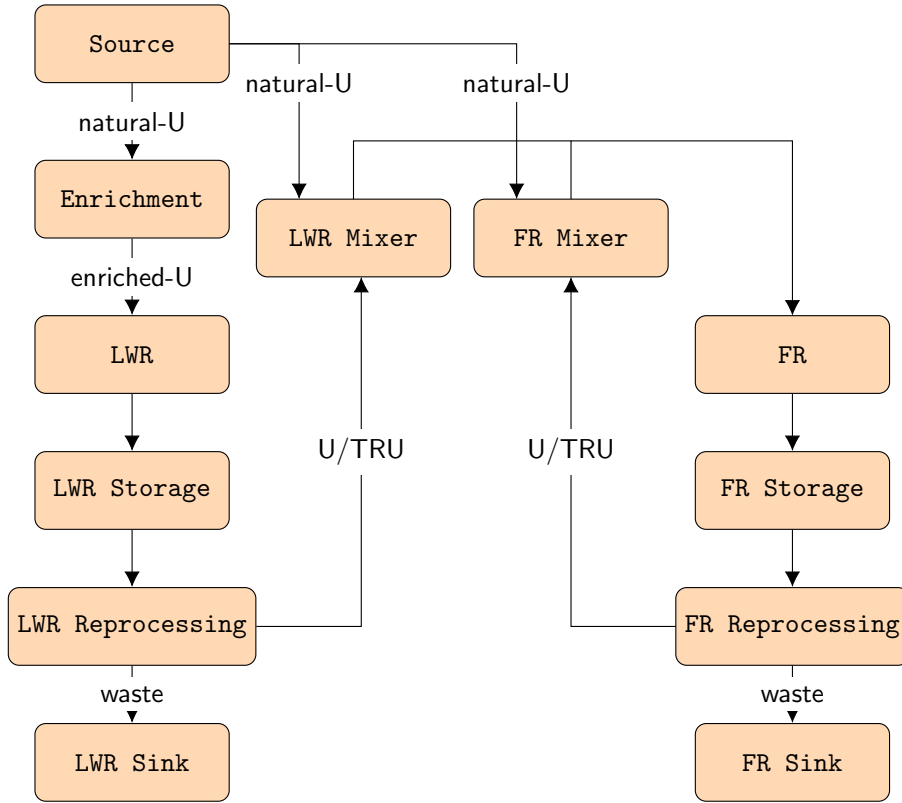 Source
natural-U
natural-U
natural-U
Enrichment
LWR Mixer
FR Mixer
enriched-U
LWR
FR
U/TRU
U/TRU
LWR Storage
FR Storage
LWR Reprocessing
FR Reprocessing
waste
waste
LWR Sink
FR Sink